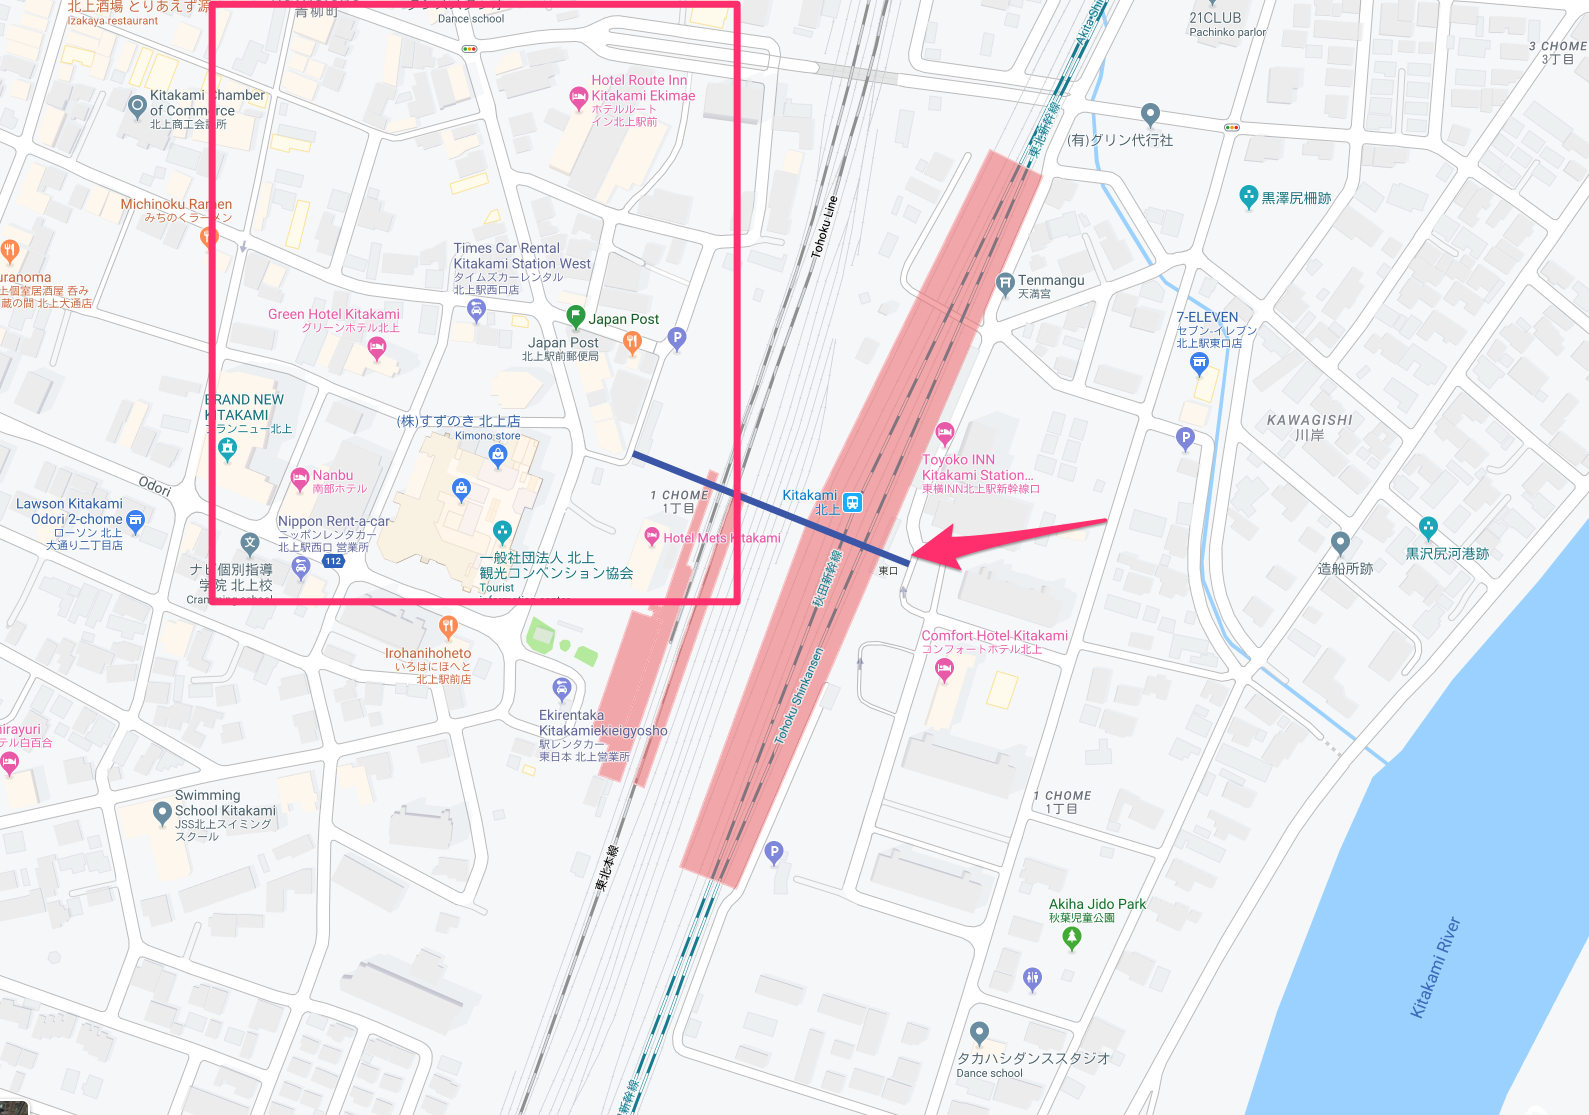 北上酒場 とりあえず源
Izakaya restaurant
青柳町
Dance school
21CLUB
Pachinko parlor
3 CHOME
3丁目
Akita Shin
Kitakami Chamber
of Commerce
北上商工会議所
Hotel Route Inn
Kitakami Ekimae
ホテルルート
イン北上駅前
東北新幹線
(有)グリン代行社
黒澤尻柵跡
Michinoku Ramen
みちのくラーメン
Tohoku Line
Times Car Rental
Kitakami Station West
タイムズカーレンタル
北上駅西口店
uranoma
上個室居酒屋 呑み
蔵の間 北上大通店
Tenmangu
天満宮
Green Hotel Kitakami
グリーンホテル北上
Japan Post
Japan Post
北上駅前郵便局
P
7-ELEVEN
セブン-イレブン
北上駅東口店
BRAND NEW
KITAKAMI
ブランニュー北上
(株)すずのき 北上店
Kimono store
KAWAGISHI
川岸
P
Toyoko INN
Kitakami Station...
東横INN北上駅新幹線口
Odori
Nanbu
南部ホテル
1 CHOME
1丁目
Kitakami
北上
Lawson Kitakami
Odori 2-chome
ローソン 北上
大通り二丁目店
Nippon Rent-a-car
ニッポンレンタカー
北上駅西口 営業所
112
Hotel Mets Kitakami
一般社団法人 北上
観光コンベンション協会
Tourist
information center
ナビ個別指導
学院 北上校
Cramming school
東口
秋田新幹線
造船所跡
黒沢尻河港跡
Irohanihoheto
いろはにほへと
北上駅前店
Comfort Hotel Kitakami
コンフォートホテル北上
Tohoku Shinkansen
Ekirentaka
Kitakamiekieigyosho
駅レンタカー
東日本 北上営業所
hirayuri
テル白百合
Swimming
School Kitakami
JSS北上スイミング
スクール
1 CHOME
1丁目
東北本線
P
Akiha Jido Park
秋葉児童公園
Kitakami River
タカハシダンススタジオ
Dance school
新幹線